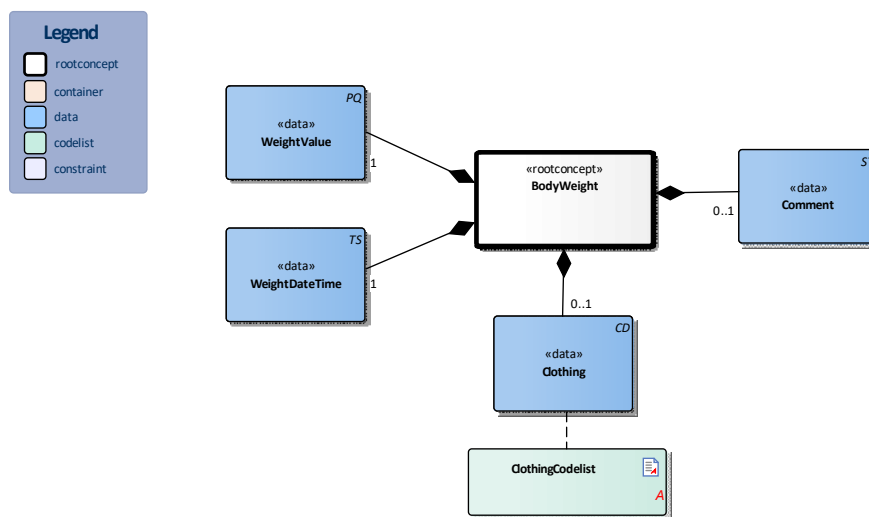 Legend
rootconcept
container
data
codelist
constraint
PQ
«data»
WeightValue
1
«rootconcept»
BodyWeight
ST
«data»
Comment
0..1
TS
«data»
WeightDateTime
1
0..1
CD
«data»
Clothing
ClothingCodelist
A